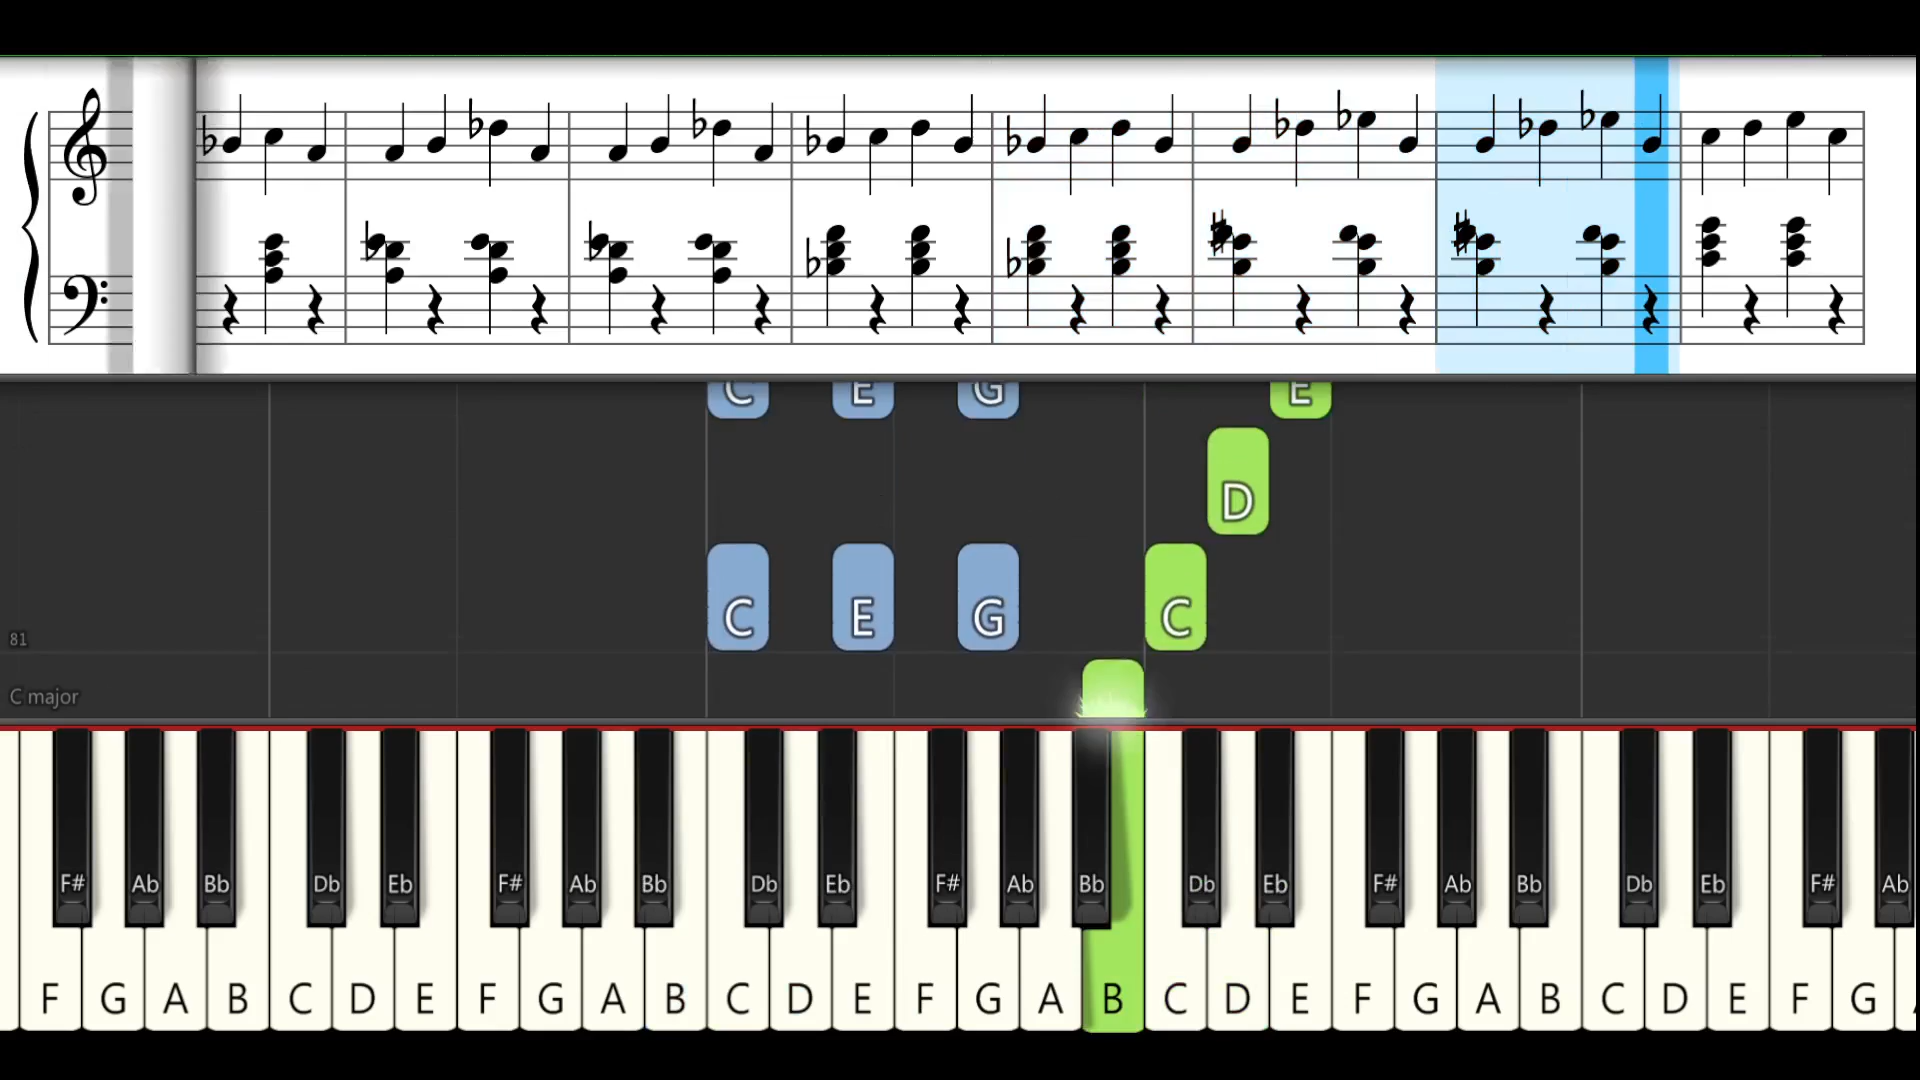 C E G E
D
C E G C
81
C major
F# Ab Bb Db Eb F# Ab Bb Db Eb F# Ab Bb Db Eb F# Ab Bb Db Eb F# Ab
F G A B C D E F G A B C D E F G A B C D E F G A B C D E F G